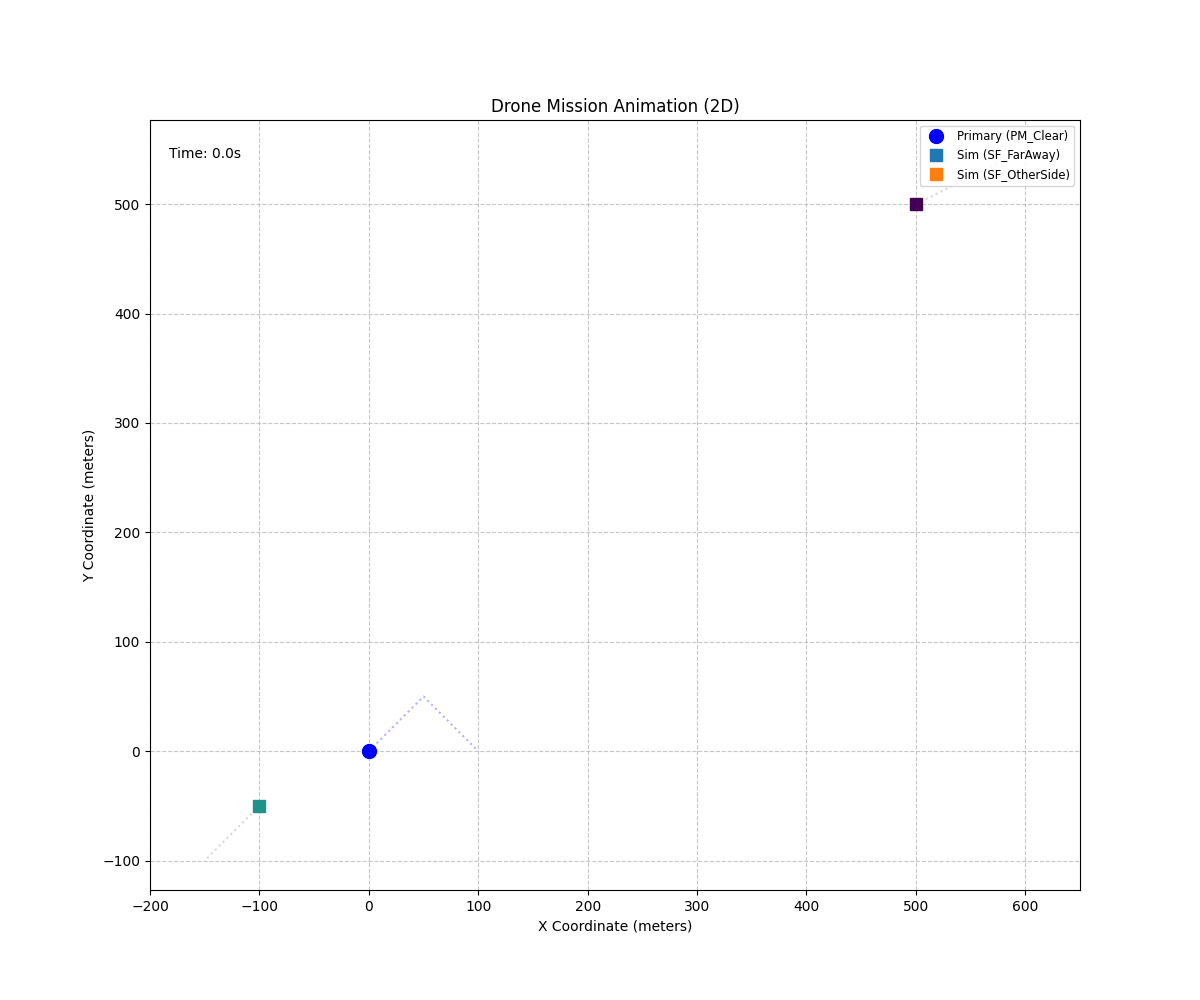 Drone Mission Animation (2D)
Time: 0.0s
Primary (PM_Clear)
Sim (SF_FarAway)
Sim (SF_OtherSide)
500
400
300
200
100
0
−100
Y Coordinate (meters)
−200 −100 0 100 200 300 400 500 600
X Coordinate (meters)